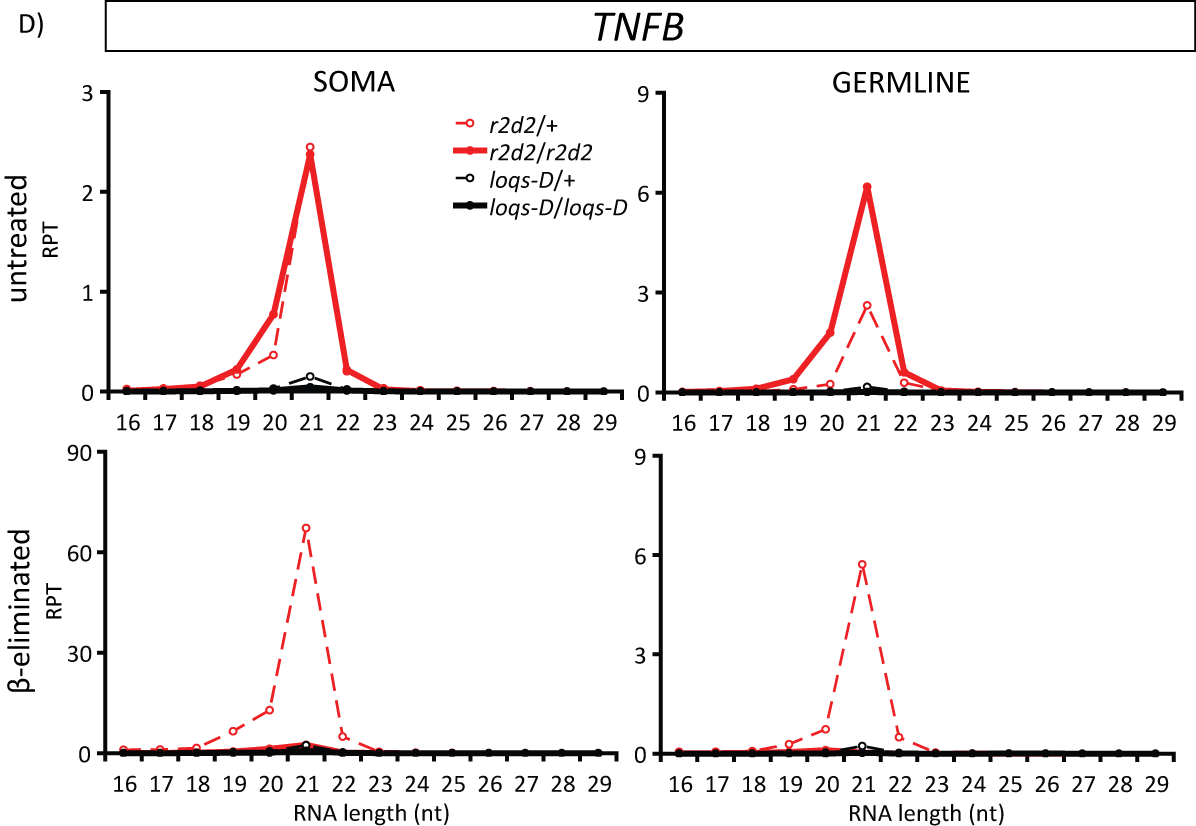 D)
TNFB
SOMA
GERMLINE
untreated
RPT
3
2
1
0
r2d2/+
r2d2/r2d2
loqs-D/+
loqs-D/loqs-D
16 17 18 19 20 21 22 23 24 25 26 27 28 29
9
6
3
0
16 17 18 19 20 21 22 23 24 25 26 27 28 29
β-eliminated
RPT
90
60
30
0
16 17 18 19 20 21 22 23 24 25 26 27 28 29
RNA length (nt)
9
6
3
0
16 17 18 19 20 21 22 23 24 25 26 27 28 29
RNA length (nt)